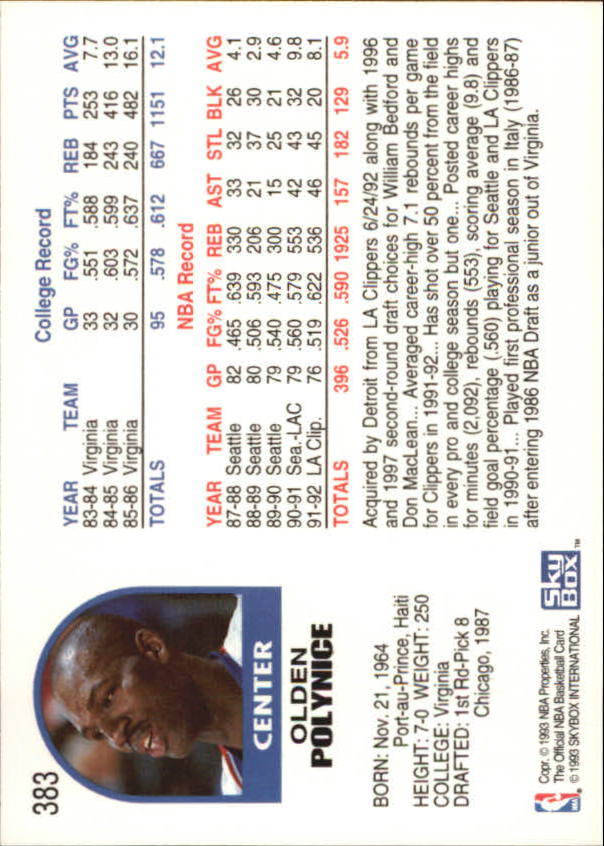 383
CENTER
OLDEN
POLYNICE
BORN: Nov. 21, 1964
Port-au-Prince, Haiti
HEIGHT: 7-0 WEIGHT: 250
COLLEGE: Virginia
DRAFTED: 1st Rd-Pick 8
Chicago, 1987
Copr. © 1993 NBA Properties, Inc.
The Official NBA Basketball Card
© 1993 SKYBOX INTERNATIONAL
NBA
SkyBox™
College Record
YEAR TEAM GP FG% FT% REB PTS AVG
83-84 Virginia 33 .551 .588 184 253 7.7
84-85 Virginia 32 .603 .599 243 416 13.0
85-86 Virginia 30 .572 .637 240 482 16.1
TOTALS 95 .578 .612 667 1151 12.1
NBA Record
YEAR TEAM GP FG% FT% REB AST STL BLK AVG
87-88 Seattle 82 .465 .639 330 33 32 26 4.1
88-89 Seattle 80 .506 .593 206 21 37 30 2.9
89-90 Seattle 79 .540 .475 300 15 25 21 4.6
90-91 Sea.-LAC 79 .560 .579 553 42 43 32 9.8
91-92 LA Clip. 76 .519 .622 536 46 45 20 8.1
TOTALS 396 .526 .590 1925 157 182 129 5.9
Acquired by Detroit from LA Clippers 6/24/92 along with 1996
and 1997 second-round draft choices for William Bedford and
Don MacLean... Averaged career-high 7.1 rebounds per game
for Clippers in 1991-92... Has shot over 50 percent from the field
in every pro and college season but one... Posted career highs
for minutes (2,092), rebounds (553), scoring average (9.8) and
field goal percentage (.560) playing for Seattle and LA Clippers
in 1990-91... Played first professional season in Italy (1986-87)
after entering 1986 NBA Draft as a junior out of Virginia.